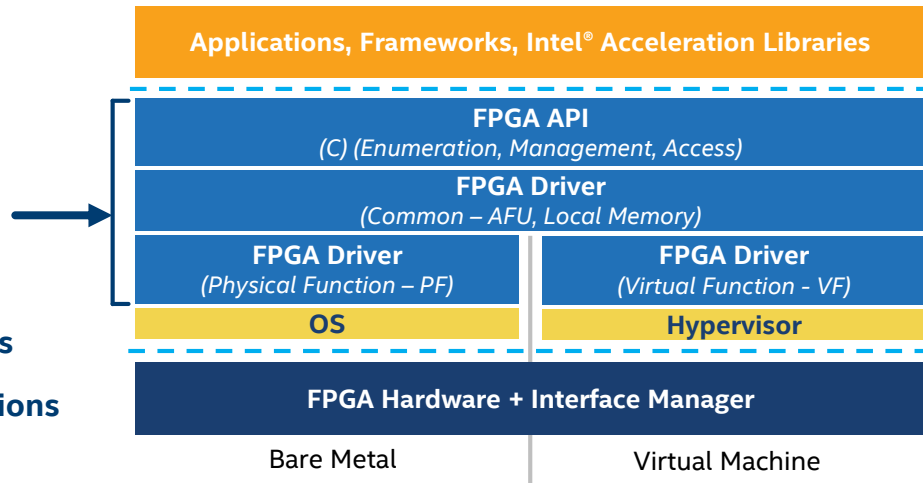 Applications, Frameworks, Intel® Acceleration Libraries
FPGA API
(C) (Enumeration, Management, Access)
FPGA Driver
(Common – AFU, Local Memory)
FPGA Driver
(Physical Function – PF)
FPGA Driver
(Virtual Function - VF)
OS
Hypervisor
s
ions
FPGA Hardware + Interface Manager
Bare Metal
Virtual Machine